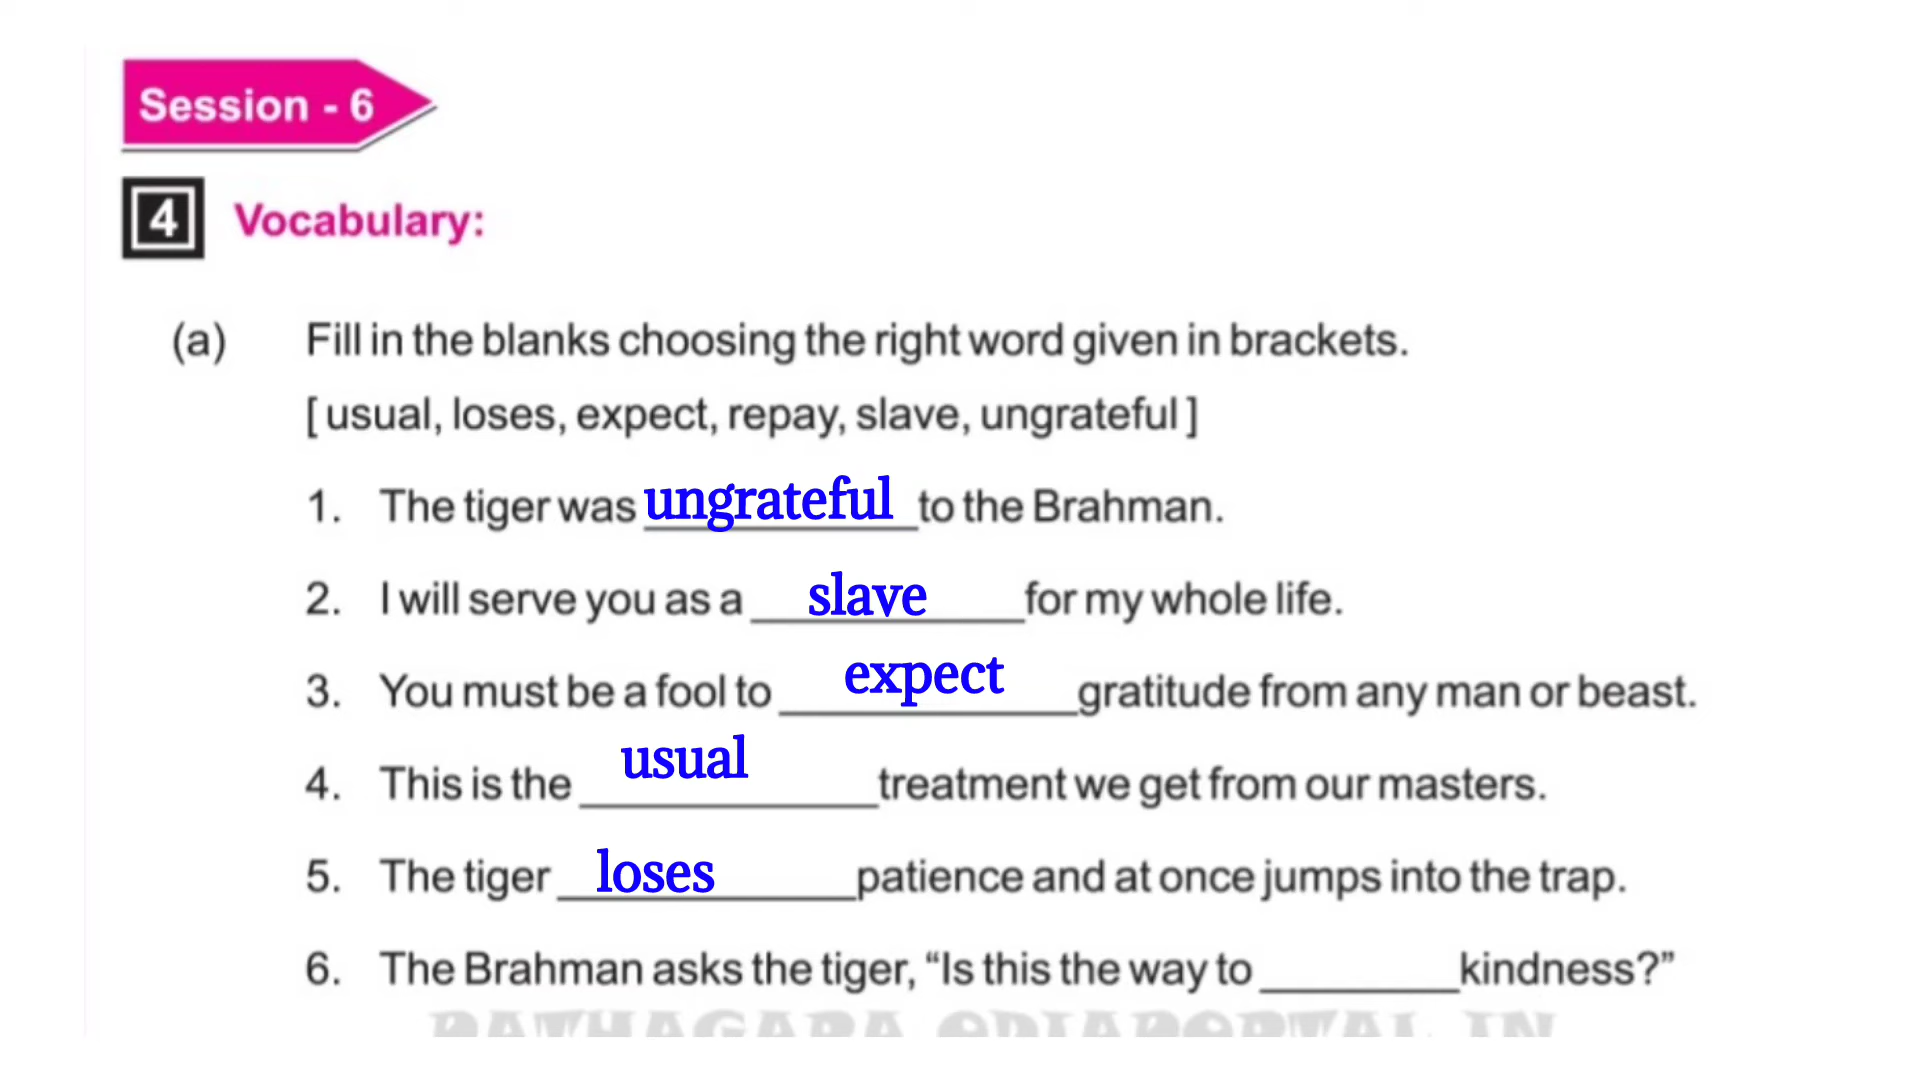 Session - 6
4 Vocabulary:
(a) Fill in the blanks choosing the right word given in brackets.
[ usual, loses, expect, repay, slave, ungrateful ]
1. The tiger was ungrateful to the Brahman.
2. I will serve you as a slave for my whole life.
3. You must be a fool to expect gratitude from any man or beast.
4. This is the usual treatment we get from our masters.
5. The tiger loses patience and at once jumps into the trap.
6. The Brahman asks the tiger, “Is this the way to ________ kindness?”
PATHAGARA ODIAPORTAL IN